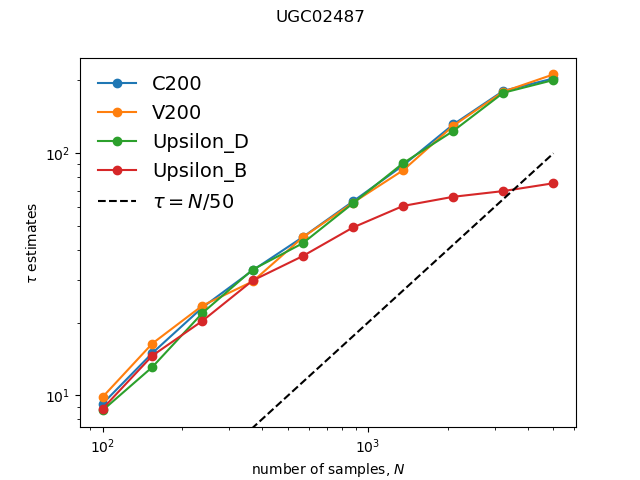 UGC02487
C200
V200
Upsilon_D
Upsilon_B
τ = N/50
10²
10¹
τ estimates
10² 10³
number of samples, N